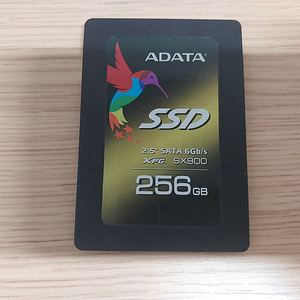 ADATA
SSD
2.5" SATA 6Gb/s
XPG SX900
256GB